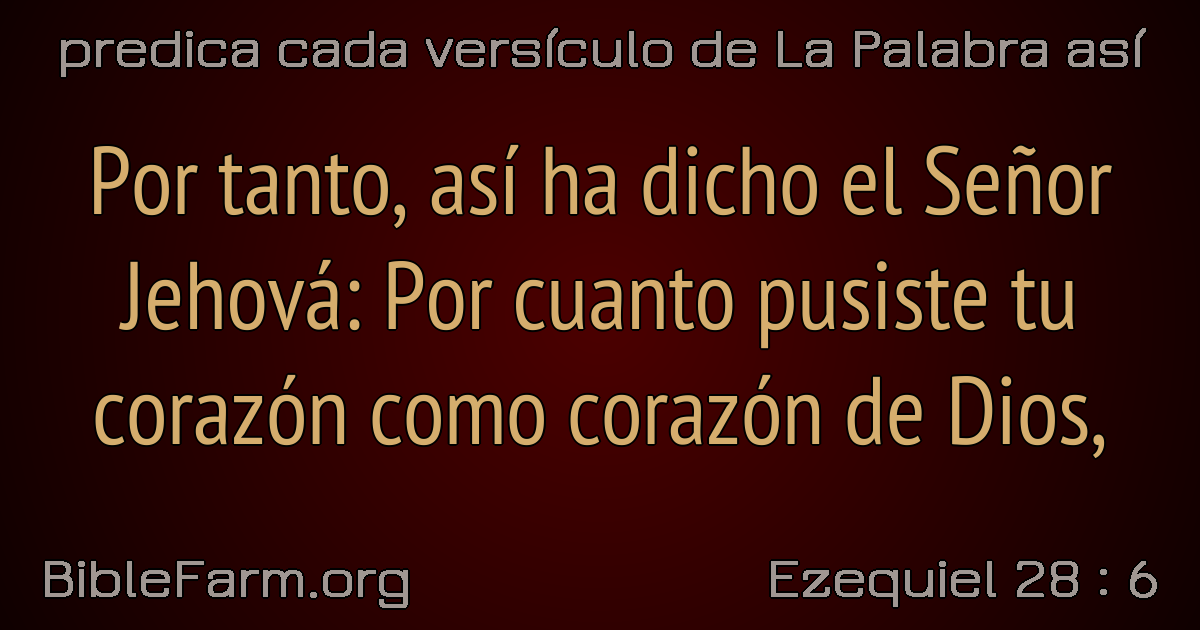 predica cada versículo de La Palabra así
Por tanto, así ha dicho el Señor
Jehová: Por cuanto pusiste tu
corazón como corazón de Dios,
BibleFarm.org
Ezequiel 28 : 6